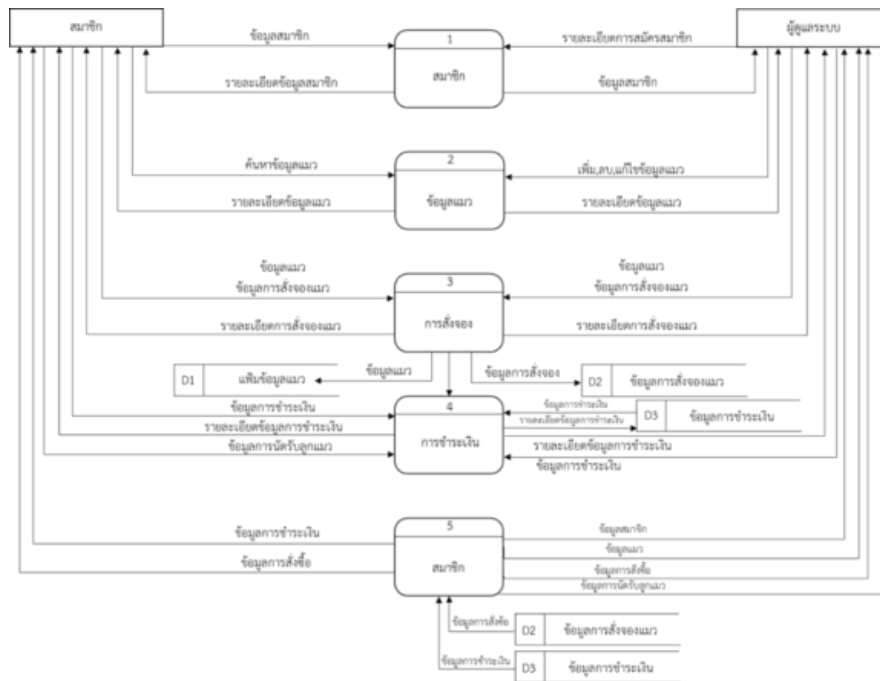 สมาชิก
ผู้ดูแลระบบ
ข้อมูลสมาชิก
1
สมาชิก
รายละเอียดการสมัครสมาชิก
รายละเอียดข้อมูลสมาชิก
ข้อมูลสมาชิก
ค้นหาข้อมูลแมว
2
ข้อมูลแมว
เพิ่ม,ลบ,แก้ไขข้อมูลแมว
รายละเอียดข้อมูลแมว
รายละเอียดข้อมูลแมว
ข้อมูลแมว
ข้อมูลการสั่งจองแมว
3
การสั่งจอง
ข้อมูลแมว
ข้อมูลการสั่งจองแมว
รายละเอียดการสั่งจองแมว
รายละเอียดการสั่งจองแมว
D1 แฟ้มข้อมูลแมว
ข้อมูลแมว
ข้อมูลการสั่งจอง
D2 ข้อมูลการสั่งจองแมว
ข้อมูลการชำระเงิน
รายละเอียดข้อมูลการชำระเงิน
ข้อมูลการนัดรับลูกแมว
4
การชำระเงิน
ข้อมูลการชำระเงิน
รายละเอียดข้อมูลการชำระเงิน
D3 ข้อมูลการชำระเงิน
รายละเอียดข้อมูลการชำระเงิน
ข้อมูลการชำระเงิน
ข้อมูลการชำระเงิน
ข้อมูลการสั่งซื้อ
5
สมาชิก
ข้อมูลสมาชิก
ข้อมูลแมว
ข้อมูลการสั่งซื้อ
ข้อมูลการนัดรับลูกแมว
ข้อมูลการสั่งซ้อ
D2 ข้อมูลการสั่งจองแมว
ข้อมูลการชำระเงิน
D3 ข้อมูลการชำระเงิน